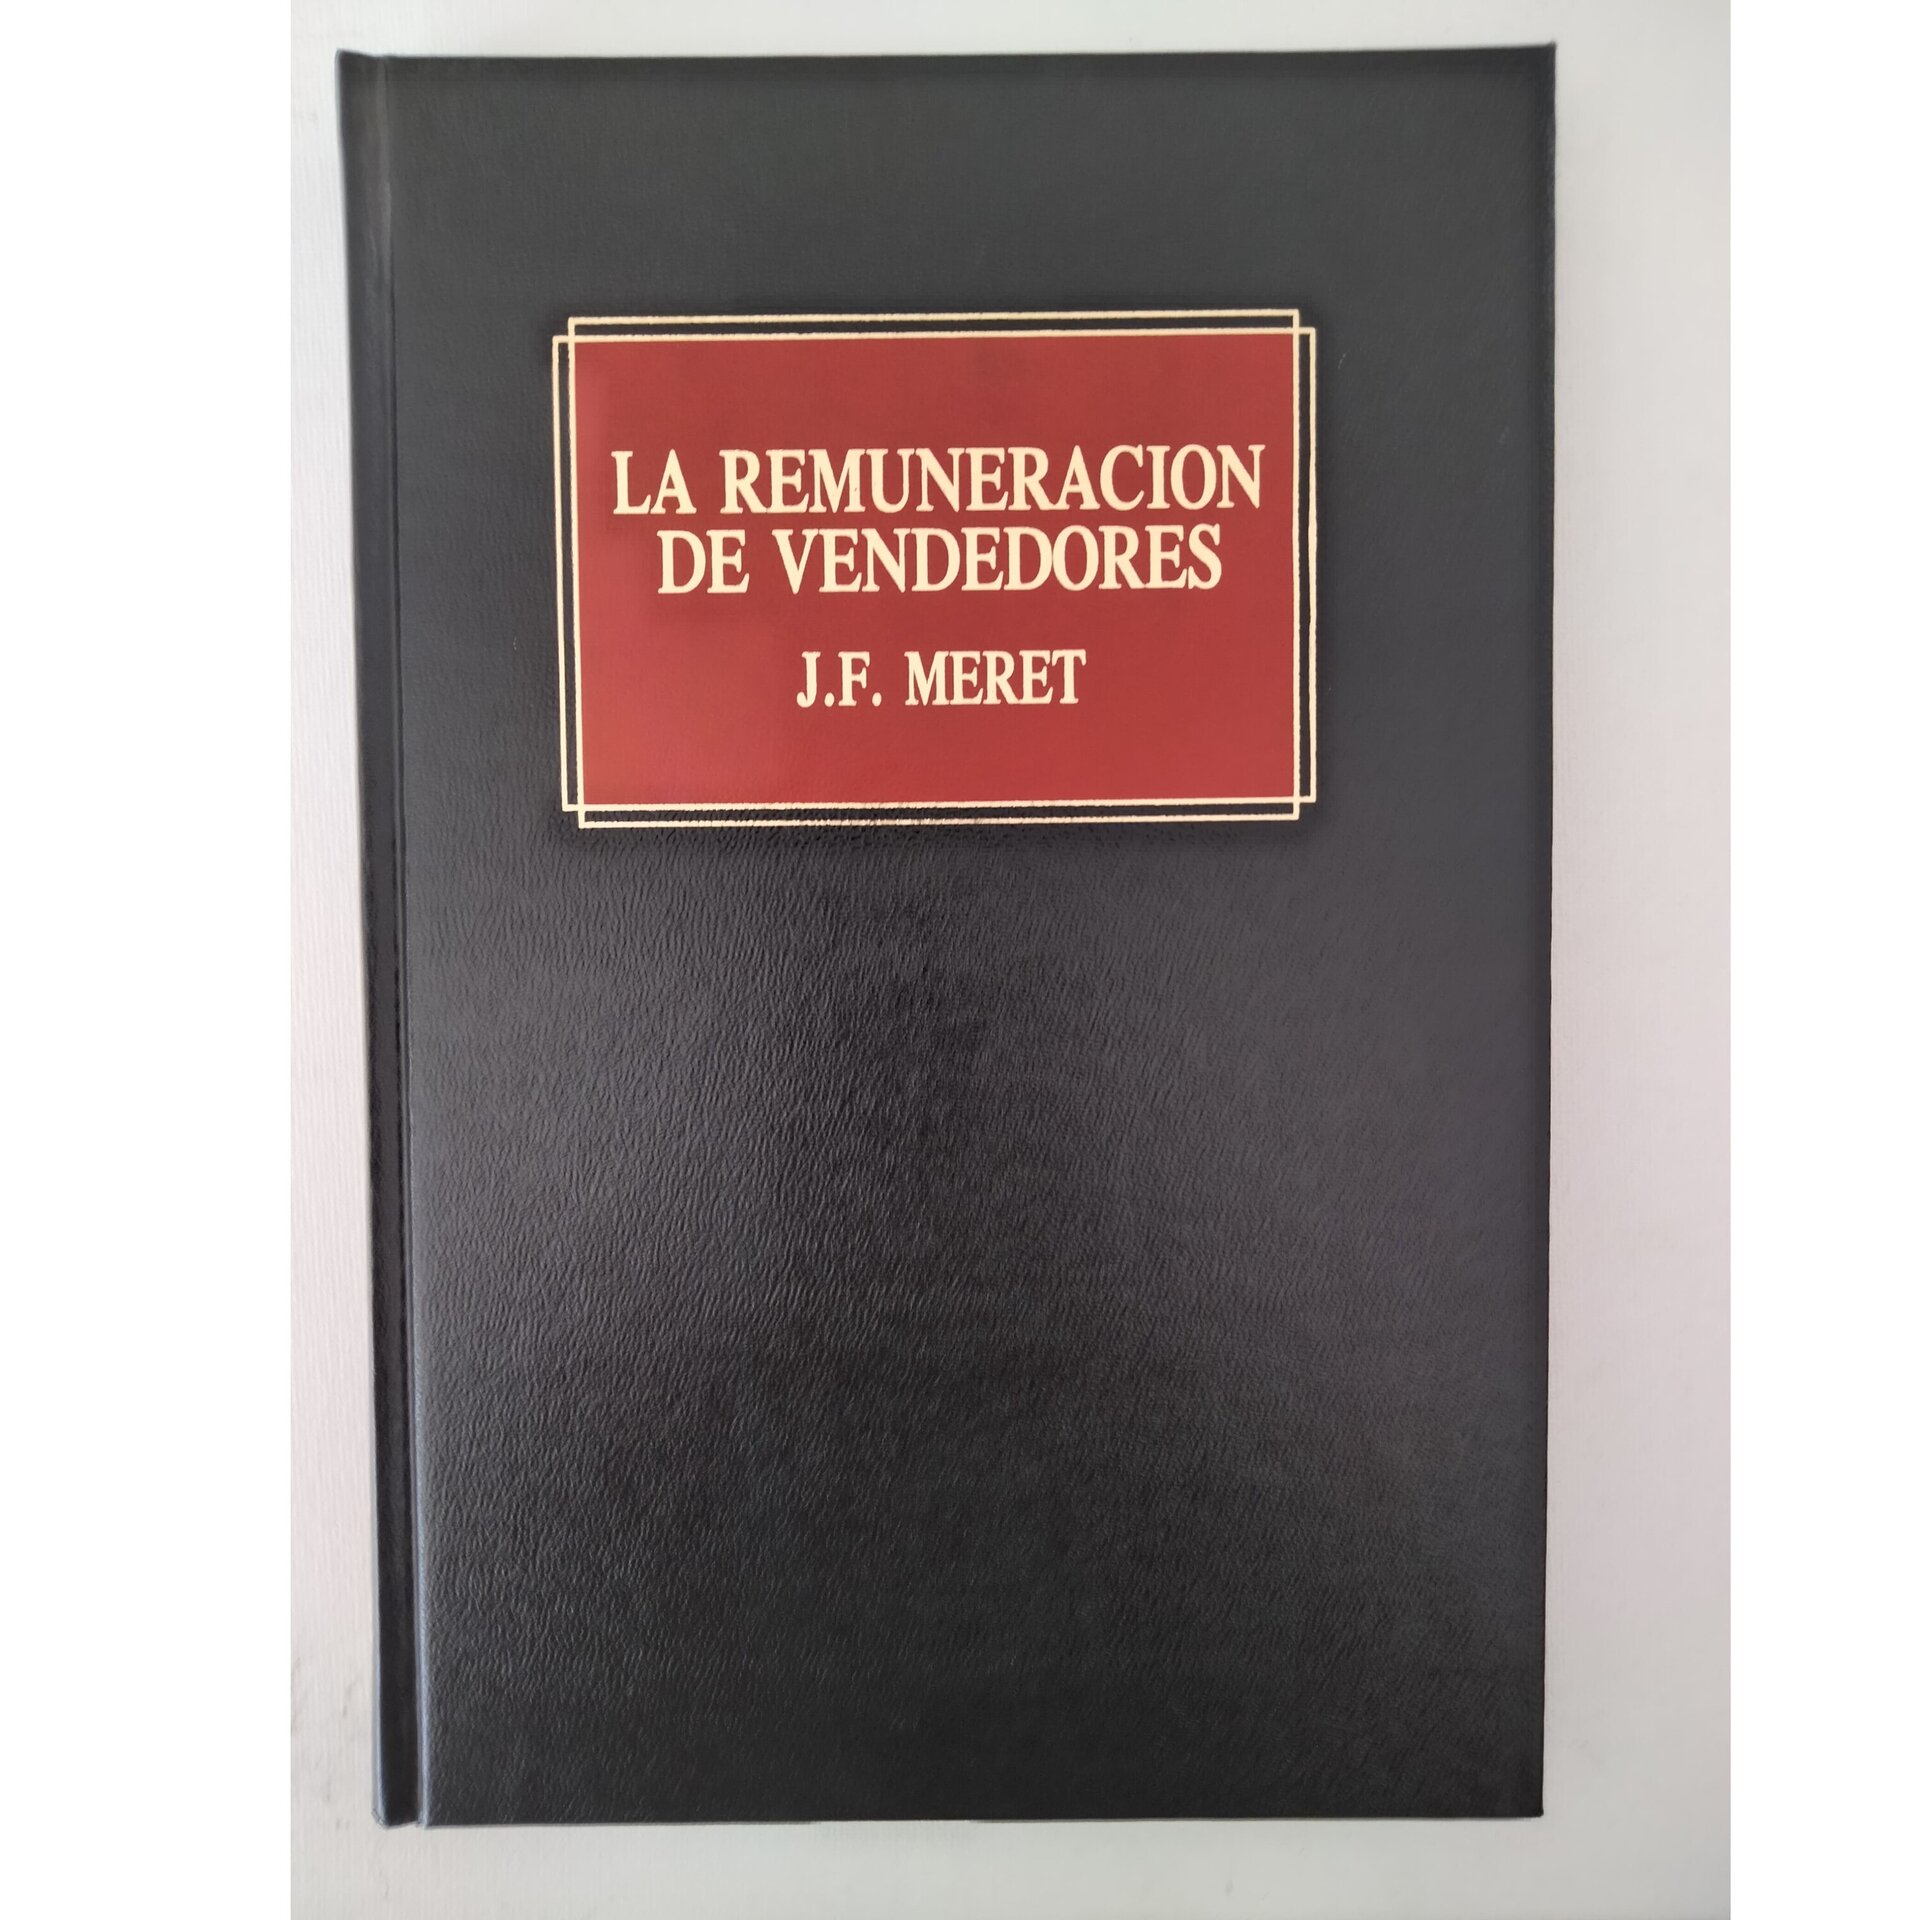 LA REMUNERACION
DE VENDEDORES
J.F. MERET